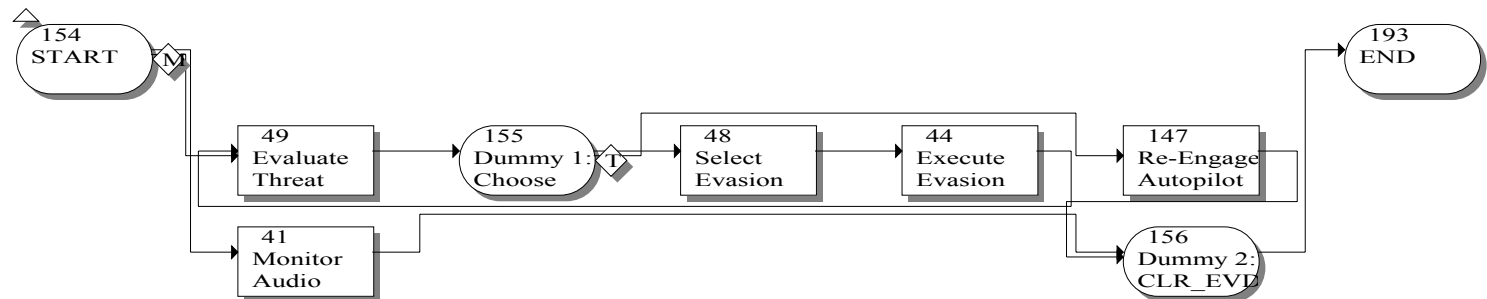 154
START
M
193
END
49
Evaluate
Threat
155
Dummy 1:
Choose
T
48
Select
Evasion
44
Execute
Evasion
147
Re-Engage
Autopilot
41
Monitor
Audio
156
Dummy 2:
CLR_EVD